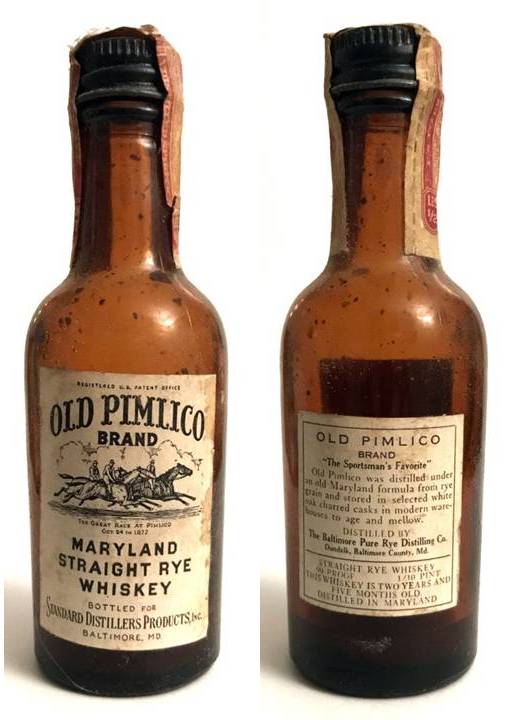 REGISTERED U.S. PATENT OFFICE
OLD PIMLICO
BRAND
THE GREAT RACE AT PIMLICO
OCT 24TH 1877
MARYLAND
STRAIGHT RYE
WHISKEY
BOTTLED FOR
STANDARD DISTILLERS PRODUCTS, INC.
BALTIMORE, MD.
OLD PIMLICO
BRAND
"The Sportsman's Favorite"
Old Pimlico was distilled under
an old Maryland formula from rye
grain and stored in selected white
oak charred casks in modern ware-
houses to age and mellow.
DISTILLED BY
The Baltimore Pure Rye Distilling Co.
Dundalk, Baltimore County, Md.
STRAIGHT RYE WHISKEY
90 PROOF 1/10 PINT
THIS WHISKEY IS TWO YEARS AND
FIVE MONTHS OLD.
DISTILLED IN MARYLAND